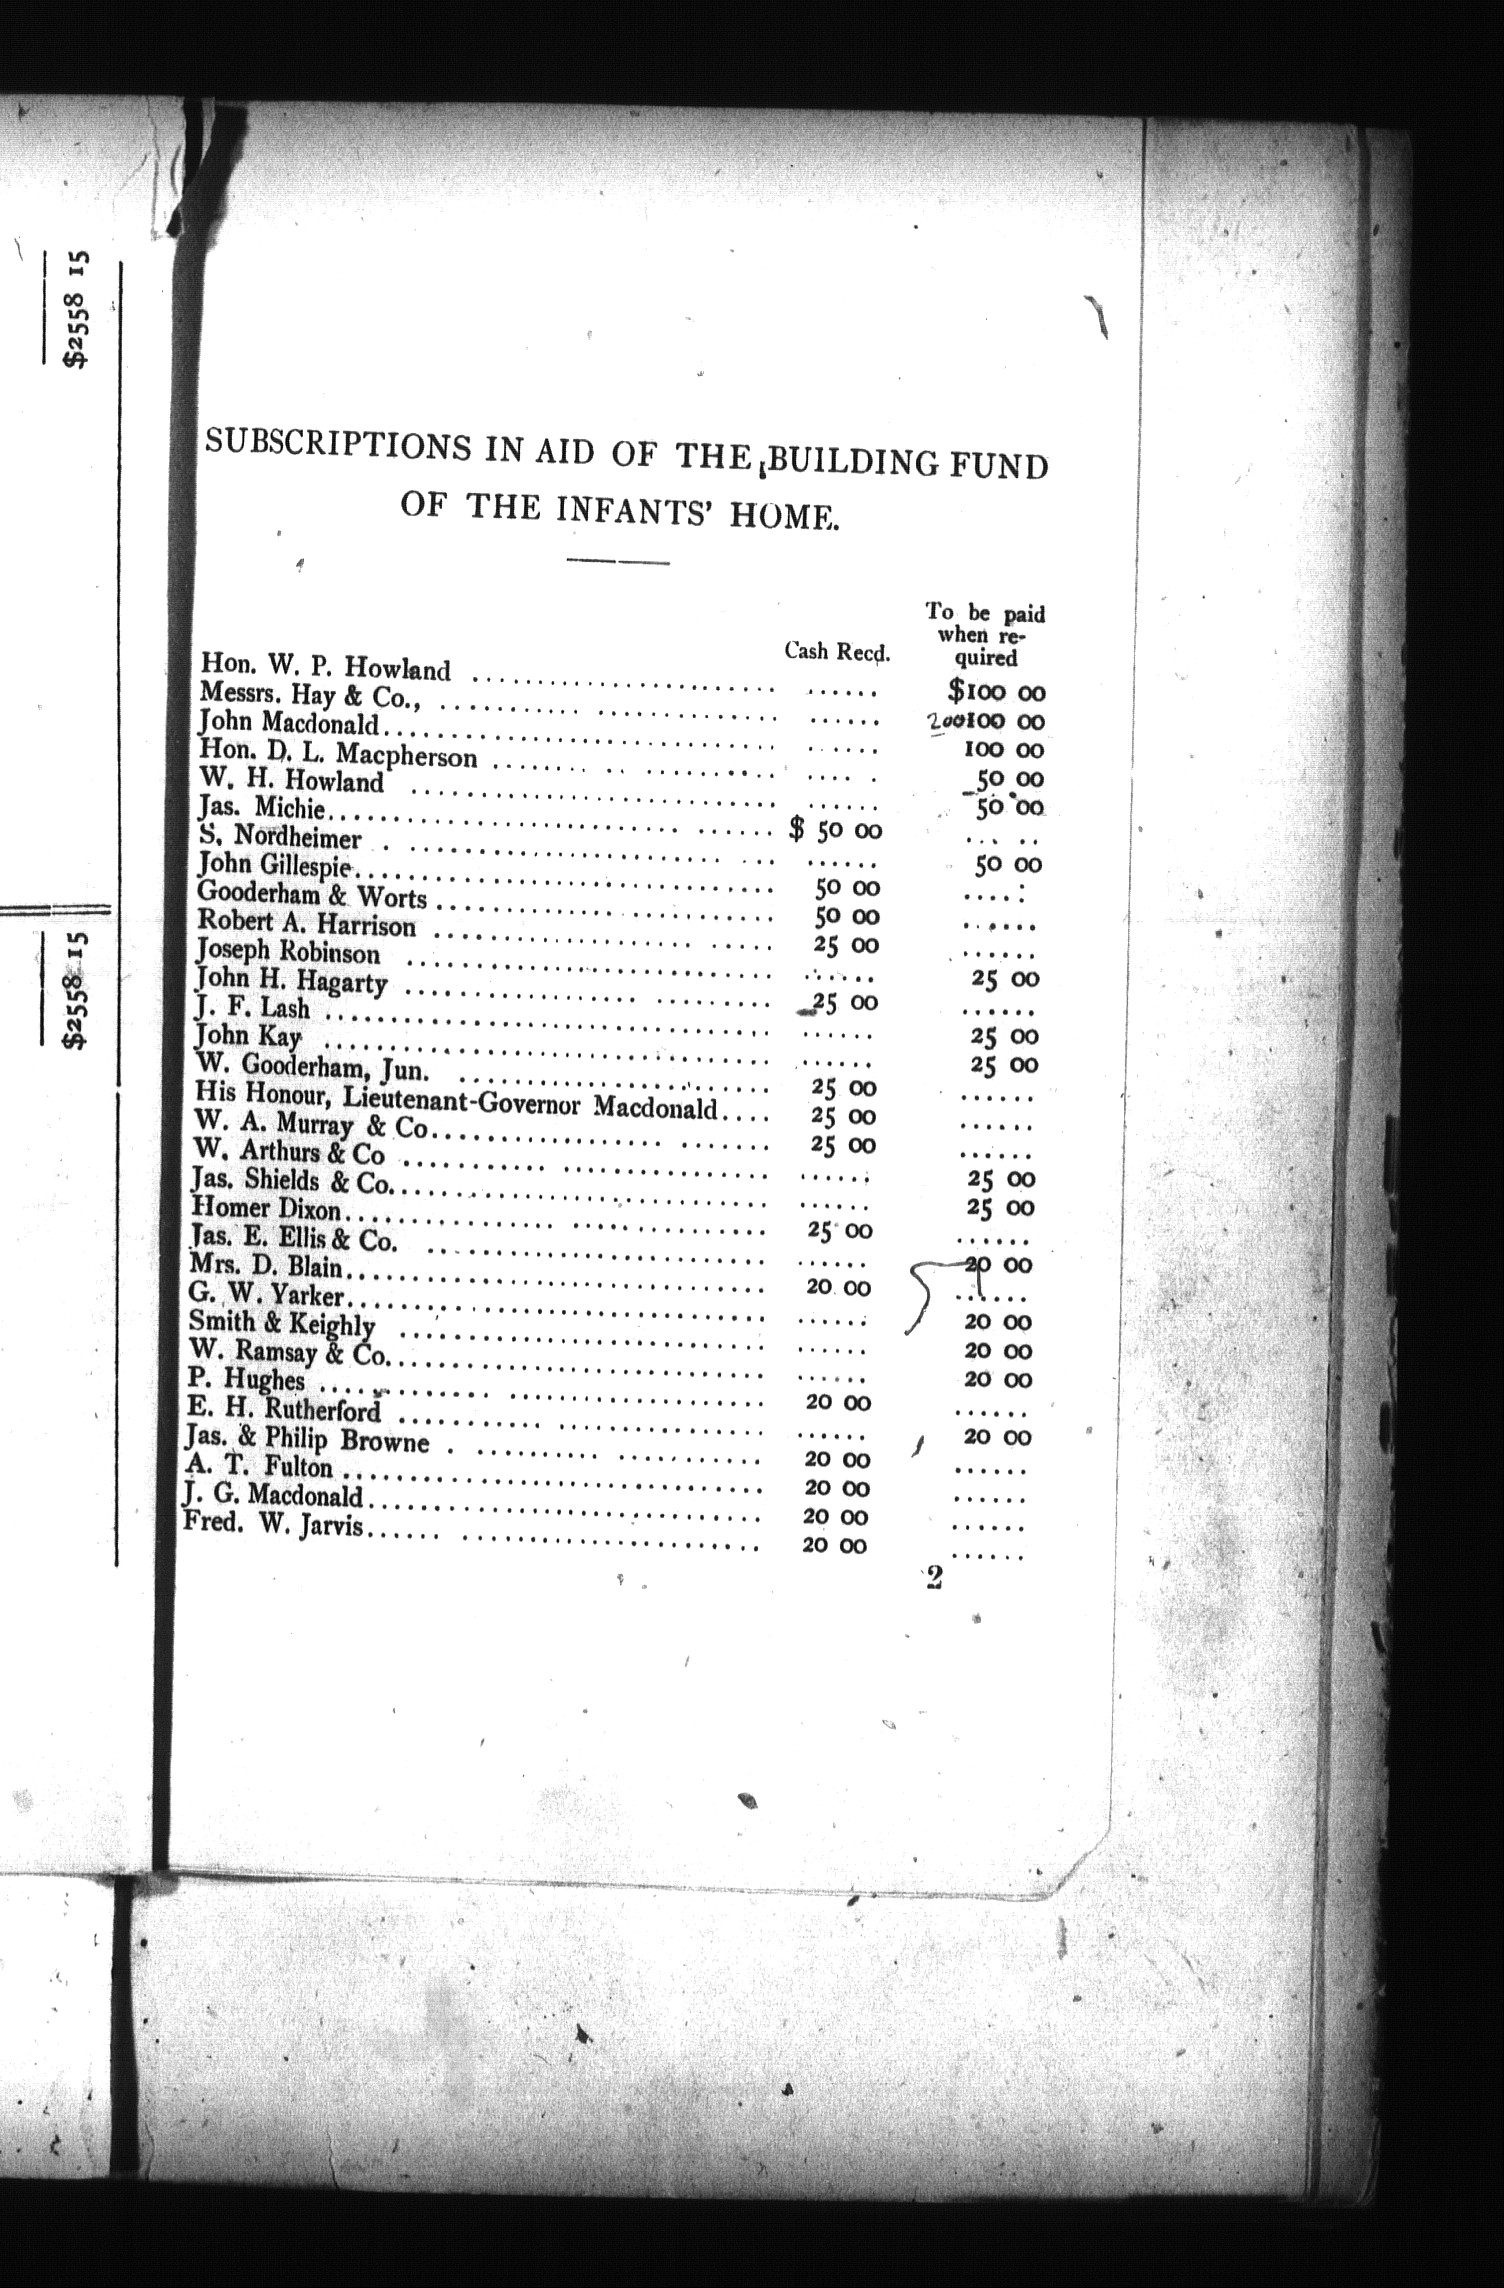 $2558 15
$2558 15
SUBSCRIPTIONS IN AID OF THE BUILDING FUND
OF THE INFANTS' HOME.
Cash Recd. To be paid
when re-
quired
Hon. W. P. Howland ........................ ...... $100 00
Messrs. Hay & Co., ........................ ...... 200 100 00
John Macdonald.............................. ...... 100 00
Hon. D. L. Macpherson ........................ ...... 50 00
W. H. Howland ............................ ...... 50 00
Jas. Michie.................................. $ 50 00 ......
S. Nordheimer .............................. ...... 50 00
John Gillespie................................ 50 00 ......
Gooderham & Worts .......................... 50 00 ......
Robert A. Harrison .......................... 25 00 ......
Joseph Robinson ............................ ...... 25 00
John H. Hagarty ............................ 25 00 ......
J. F. Lash .................................. ...... 25 00
John Kay .................................. ...... 25 00
W. Gooderham, Jun. ........................ 25 00 ......
His Honour, Lieutenant-Governor Macdonald.... 25 00 ......
W. A. Murray & Co.......................... 25 00 ......
W. Arthurs & Co ............................ ...... 25 00
Jas. Shields & Co............................. ...... 25 00
Homer Dixon................................ 25 00 ......
Jas. E. Ellis & Co. .......................... ...... 20 00
Mrs. D. Blain................................ 20 00 ......
G. W. Yarker................................ ...... 20 00
Smith & Keighly ............................ ...... 20 00
W. Ramsay & Co............................. ...... 20 00
P. Hughes .................................. 20 00 ......
E. H. Rutherford ............................ ...... 20 00
Jas. & Philip Browne . ........................ 20 00 ......
A. T. Fulton ................................ 20 00 ......
J. G. Macdonald.............................. 20 00 ......
Fred. W. Jarvis.............................. 20 00 ......
2